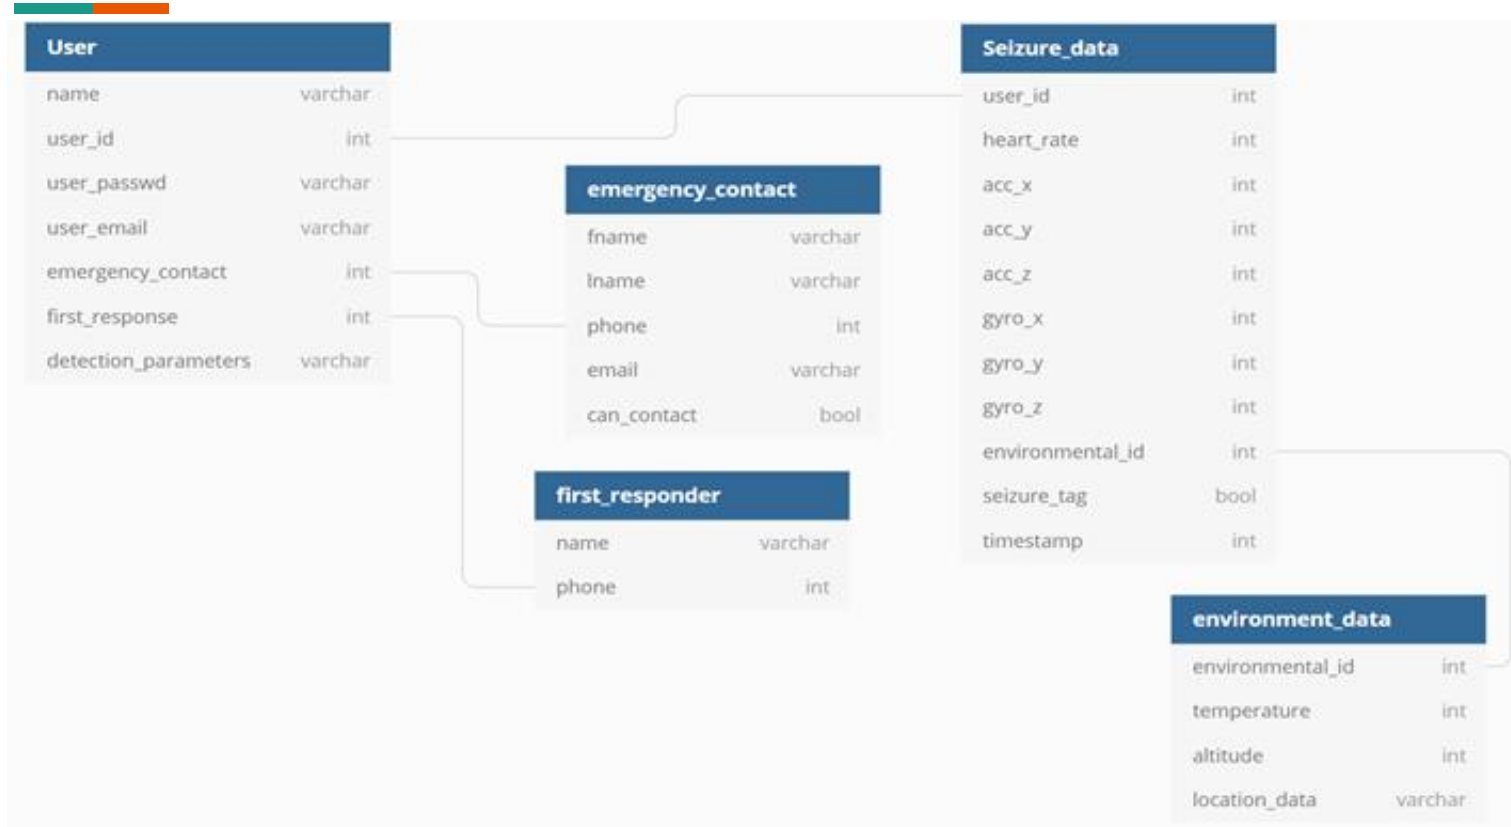 User
name varchar
user_id int
user_passwd varchar
user_email varchar
emergency_contact int
first_response int
detection_parameters varchar
emergency_contact
fname varchar
lname varchar
phone int
email varchar
can_contact bool
first_responder
name varchar
phone int
Seizure_data
user_id int
heart_rate int
acc_x int
acc_y int
acc_z int
gyro_x int
gyro_y int
gyro_z int
environmental_id int
seizure_tag bool
timestamp int
environment_data
environmental_id int
temperature int
altitude int
location_data varchar